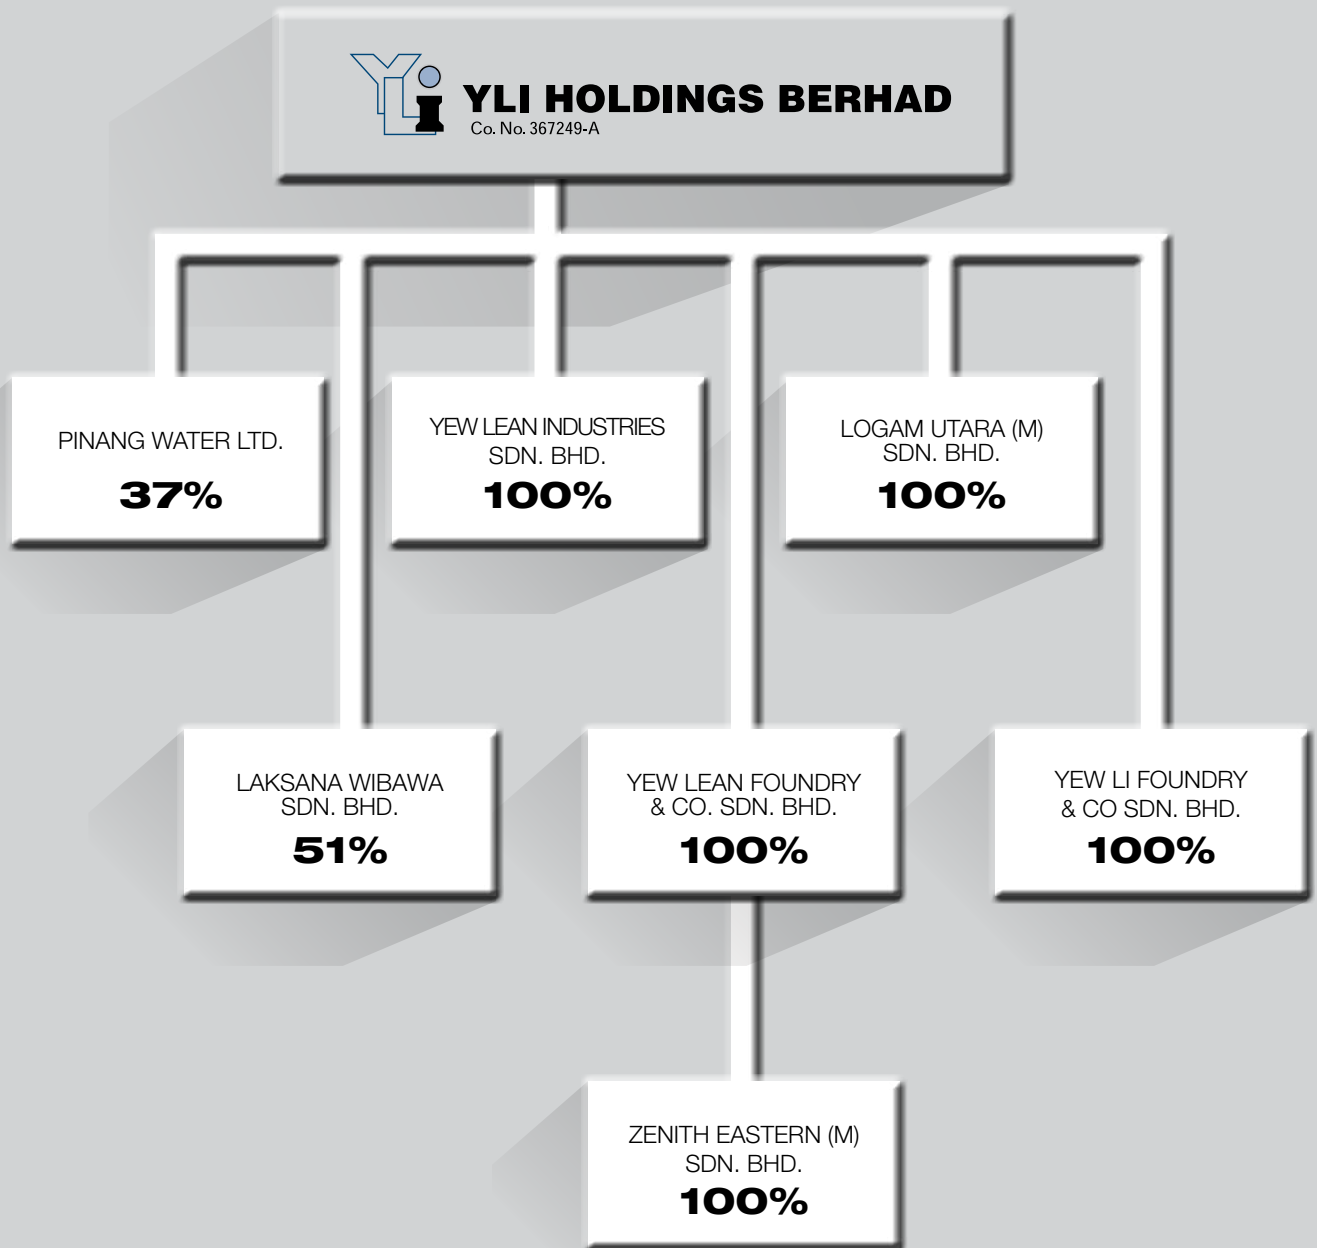 YLi
YLI HOLDINGS BERHAD
Co. No. 367249-A
PINANG WATER LTD.
37%
YEW LEAN INDUSTRIES
SDN. BHD.
100%
LOGAM UTARA (M)
SDN. BHD.
100%
LAKSANA WIBAWA
SDN. BHD.
51%
YEW LEAN FOUNDRY
& CO. SDN. BHD.
100%
YEW LI FOUNDRY
& CO SDN. BHD.
100%
ZENITH EASTERN (M)
SDN. BHD.
100%